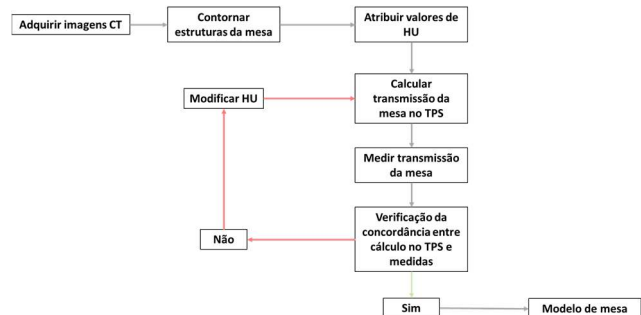 Adquirir imagens CT
Contornar
estruturas da mesa
Atribuir valores de
HU
Modificar HU
Calcular
transmissão da
mesa no TPS
Medir transmissão
da mesa
Não
Verificação da
concordância entre
cálculo no TPS e
medidas
Sim
Modelo de mesa